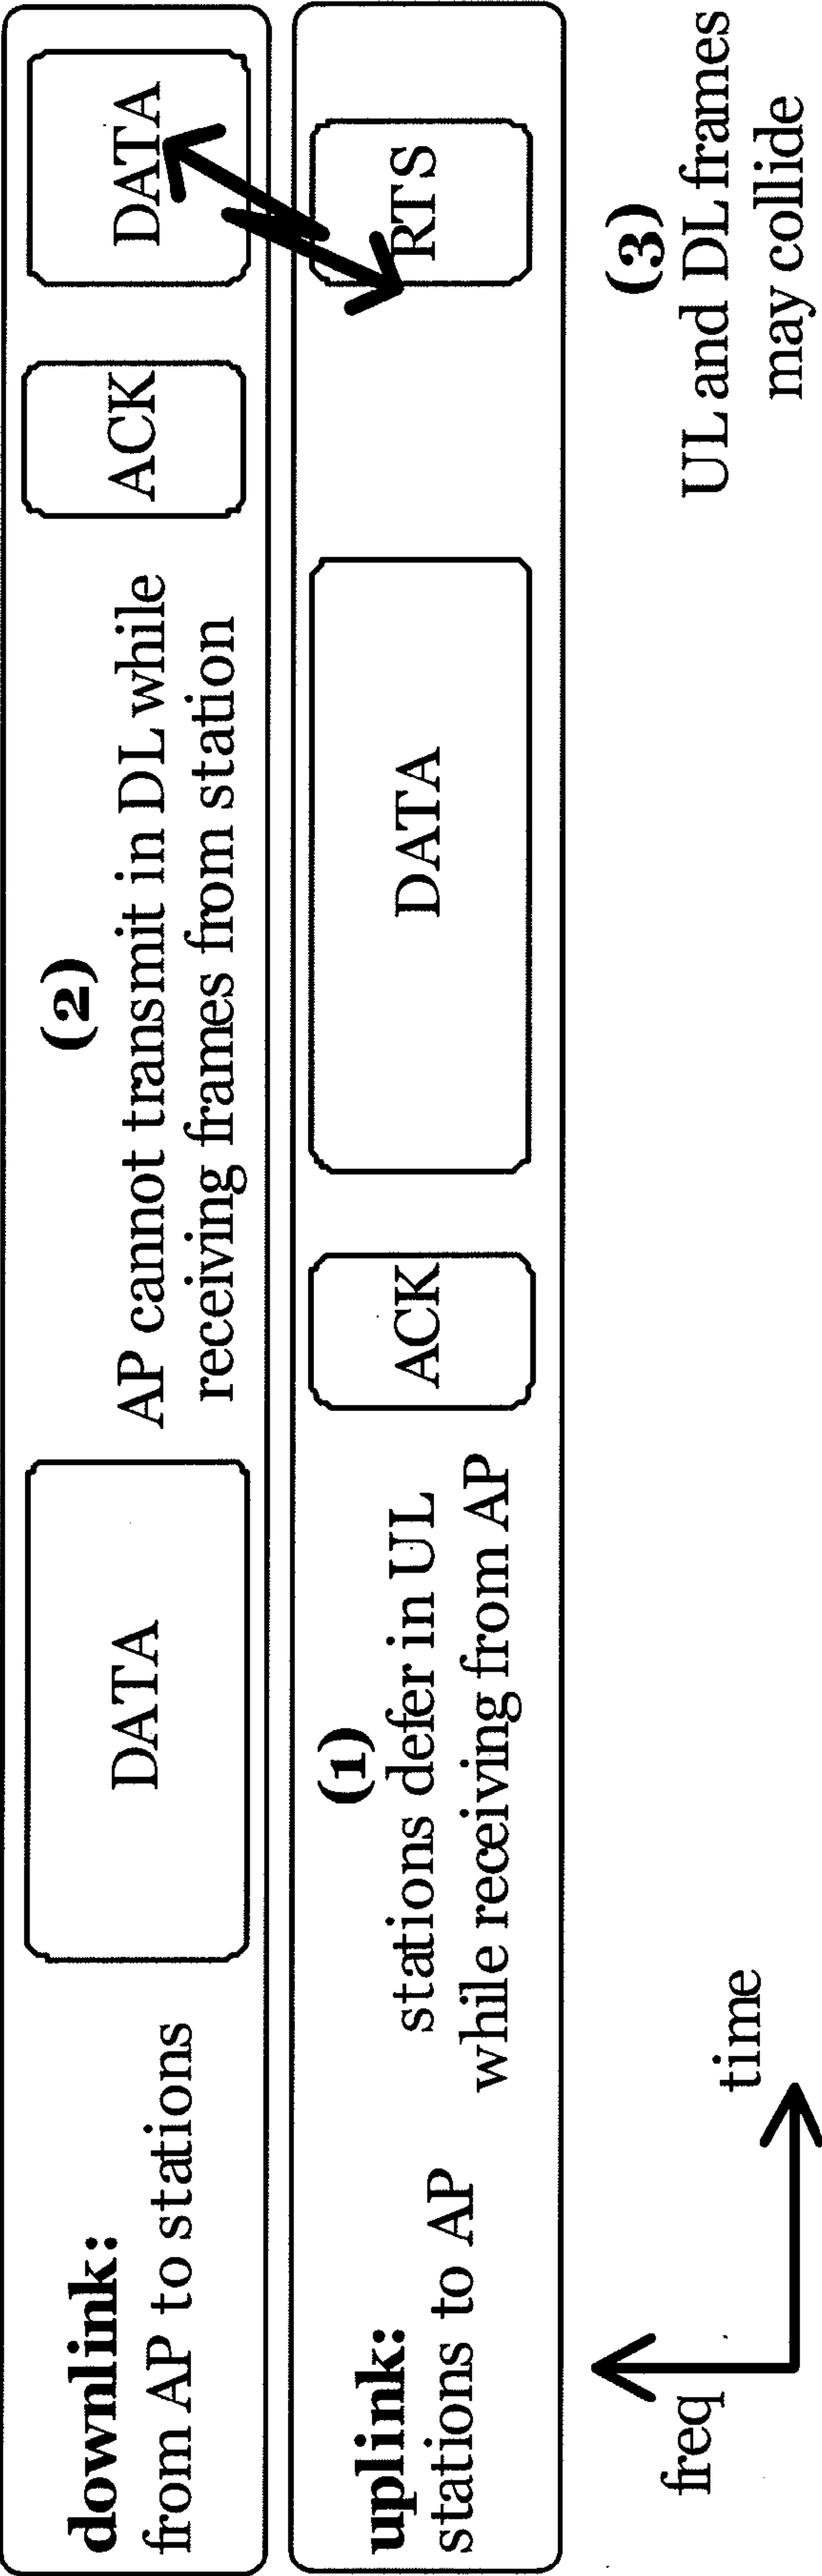 downlink:
from AP to stations
DATA
(2)
AP cannot transmit in DL while
receiving frames from station
ACK
DATA
uplink:
stations to AP
(1)
stations defer in UL
while receiving from AP
ACK
DATA
RTS
freq
time
(3)
UL and DL frames
may collide